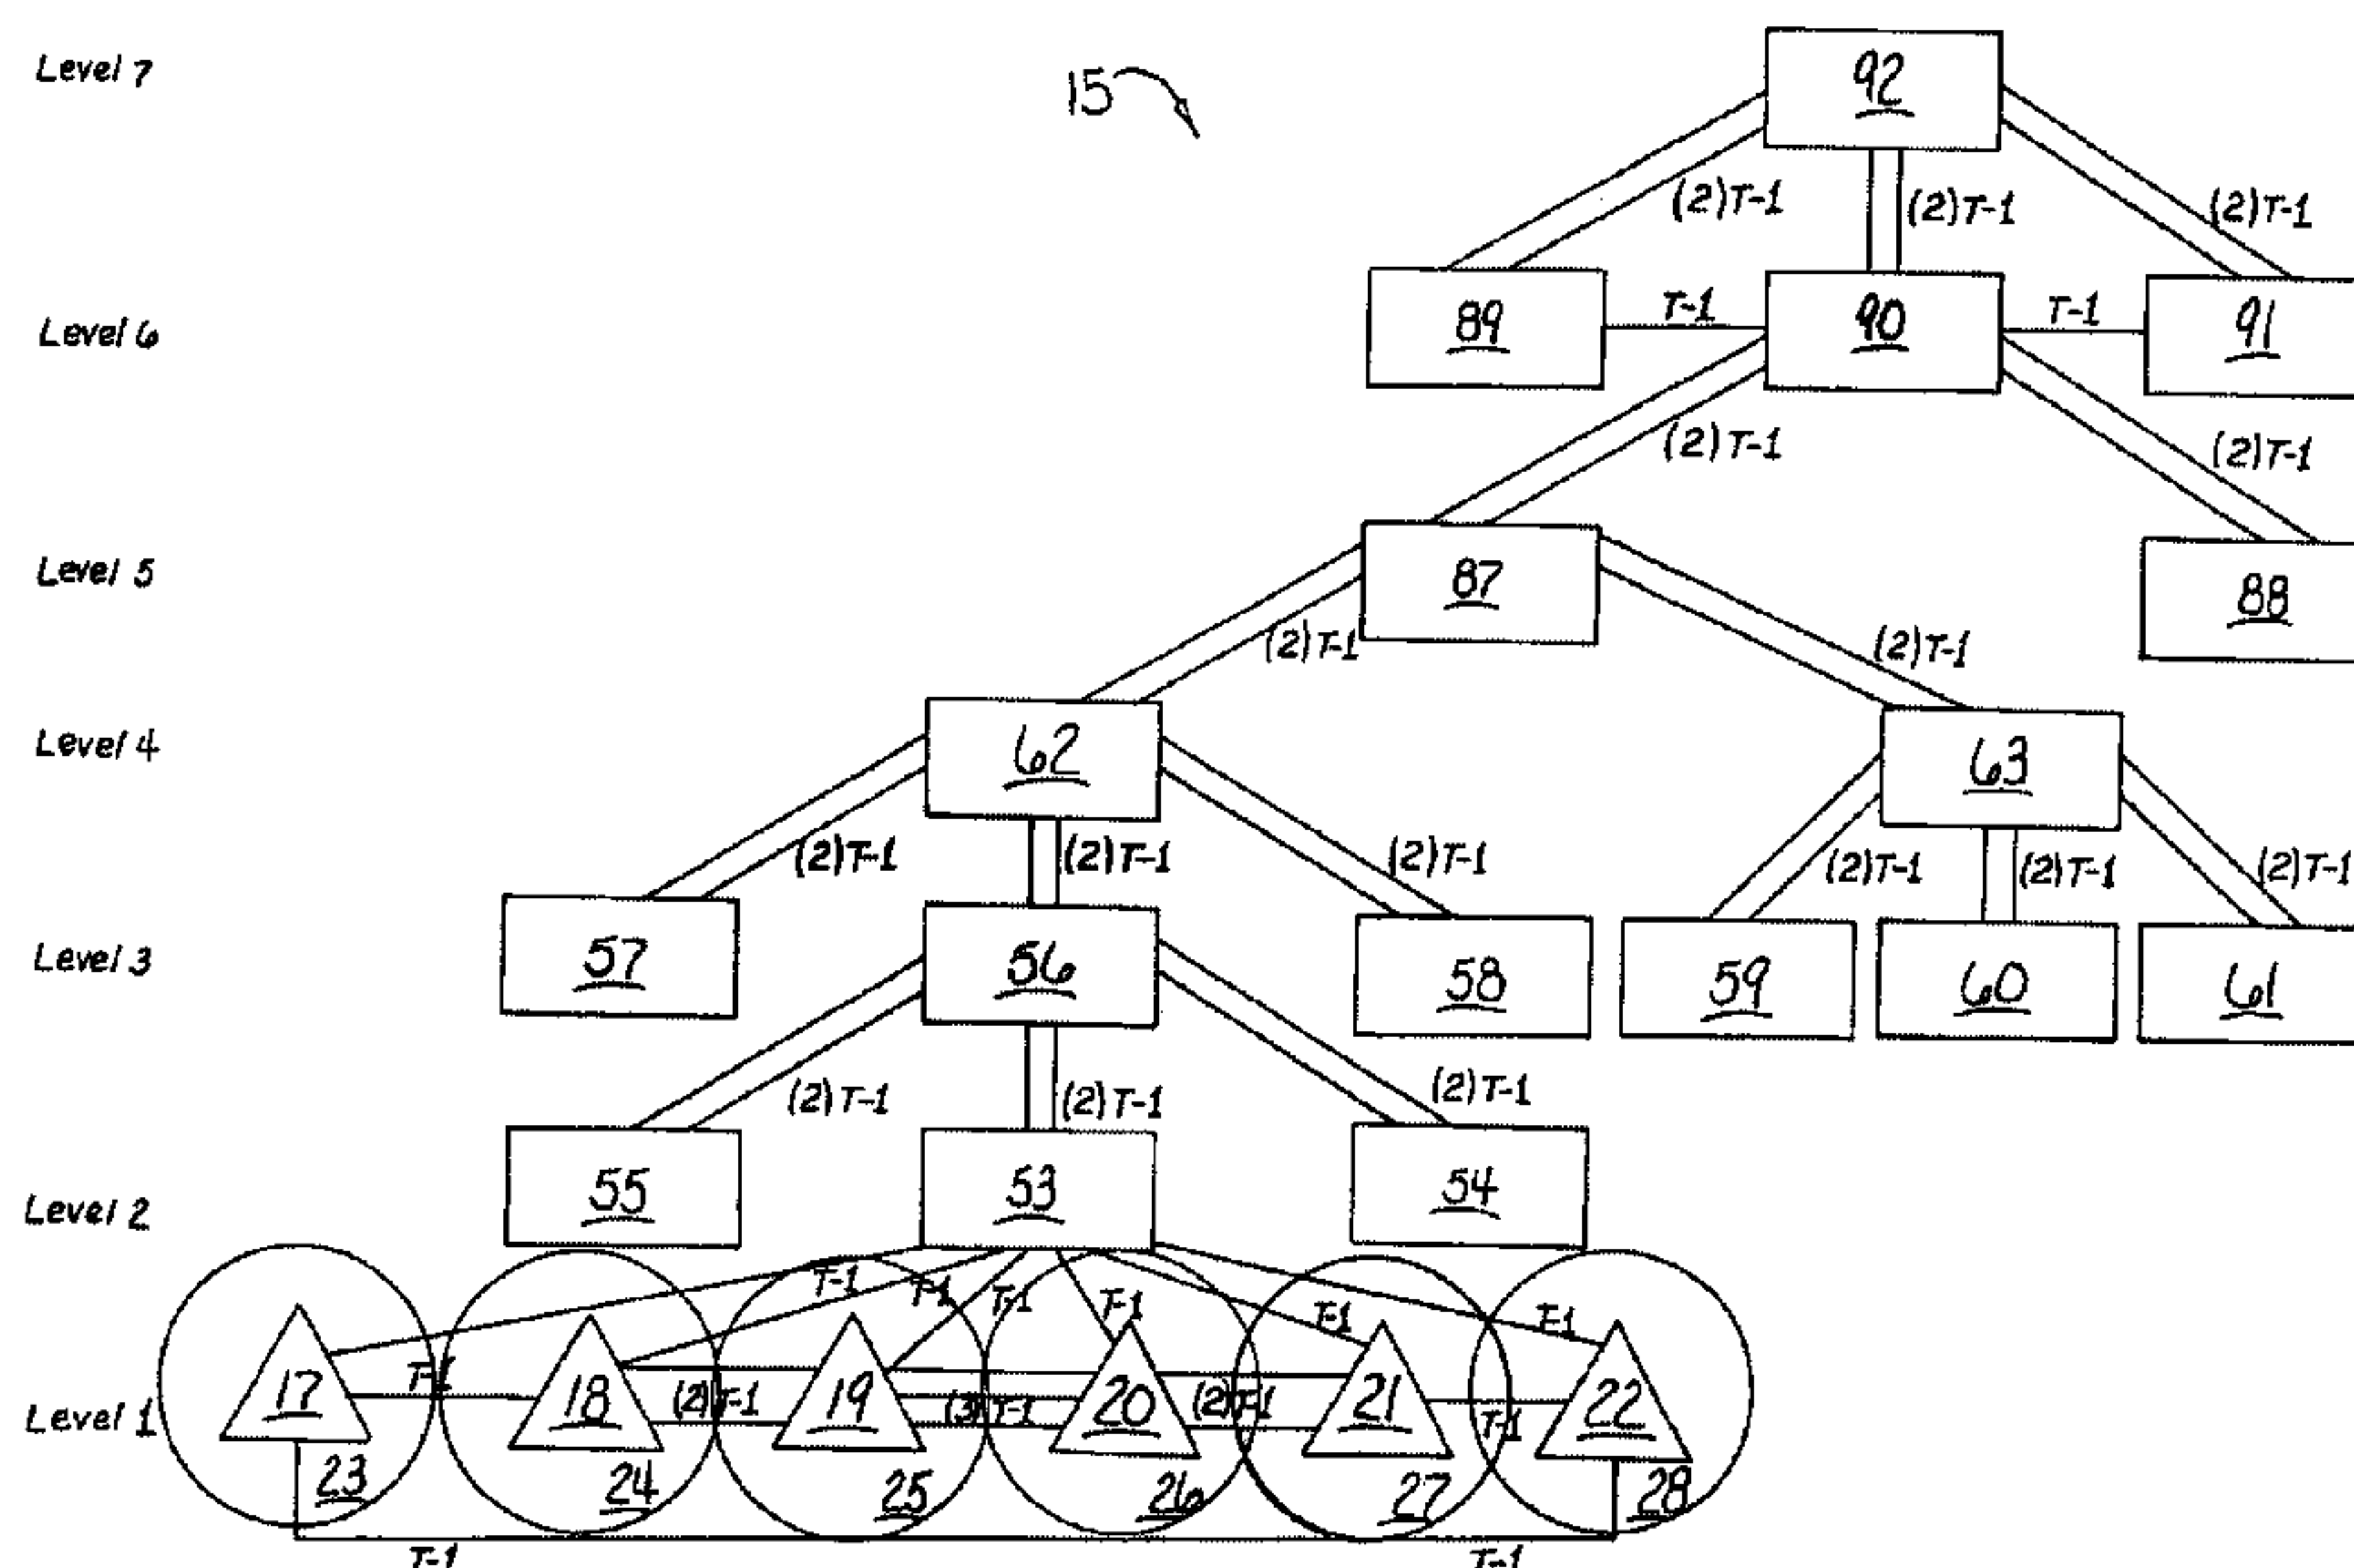 Level 7
15
92
(2)T-1
(2)T-1
(2)T-1
Level 6
89
T-1
90
T-1
91
(2)T-1
(2)T-1
Level 5
87
88
(2)T-1
(2)T-1
Level 4
62
63
(2)T-1
(2)T-1
(2)T-1
(2)T-1
(2)T-1
(2)T-1
Level 3
57
56
58
59
60
61
(2)T-1
(2)T-1
(2)T-1
Level 2
55
53
54
T-1
T-1
T-1
T-1
T-1
T-1
Level 1
17
T-1
18
(2)T-1
19
(3)T-1
20
(2)T-1
21
T-1
22
23
24
25
26
27
28
T-1
T-1